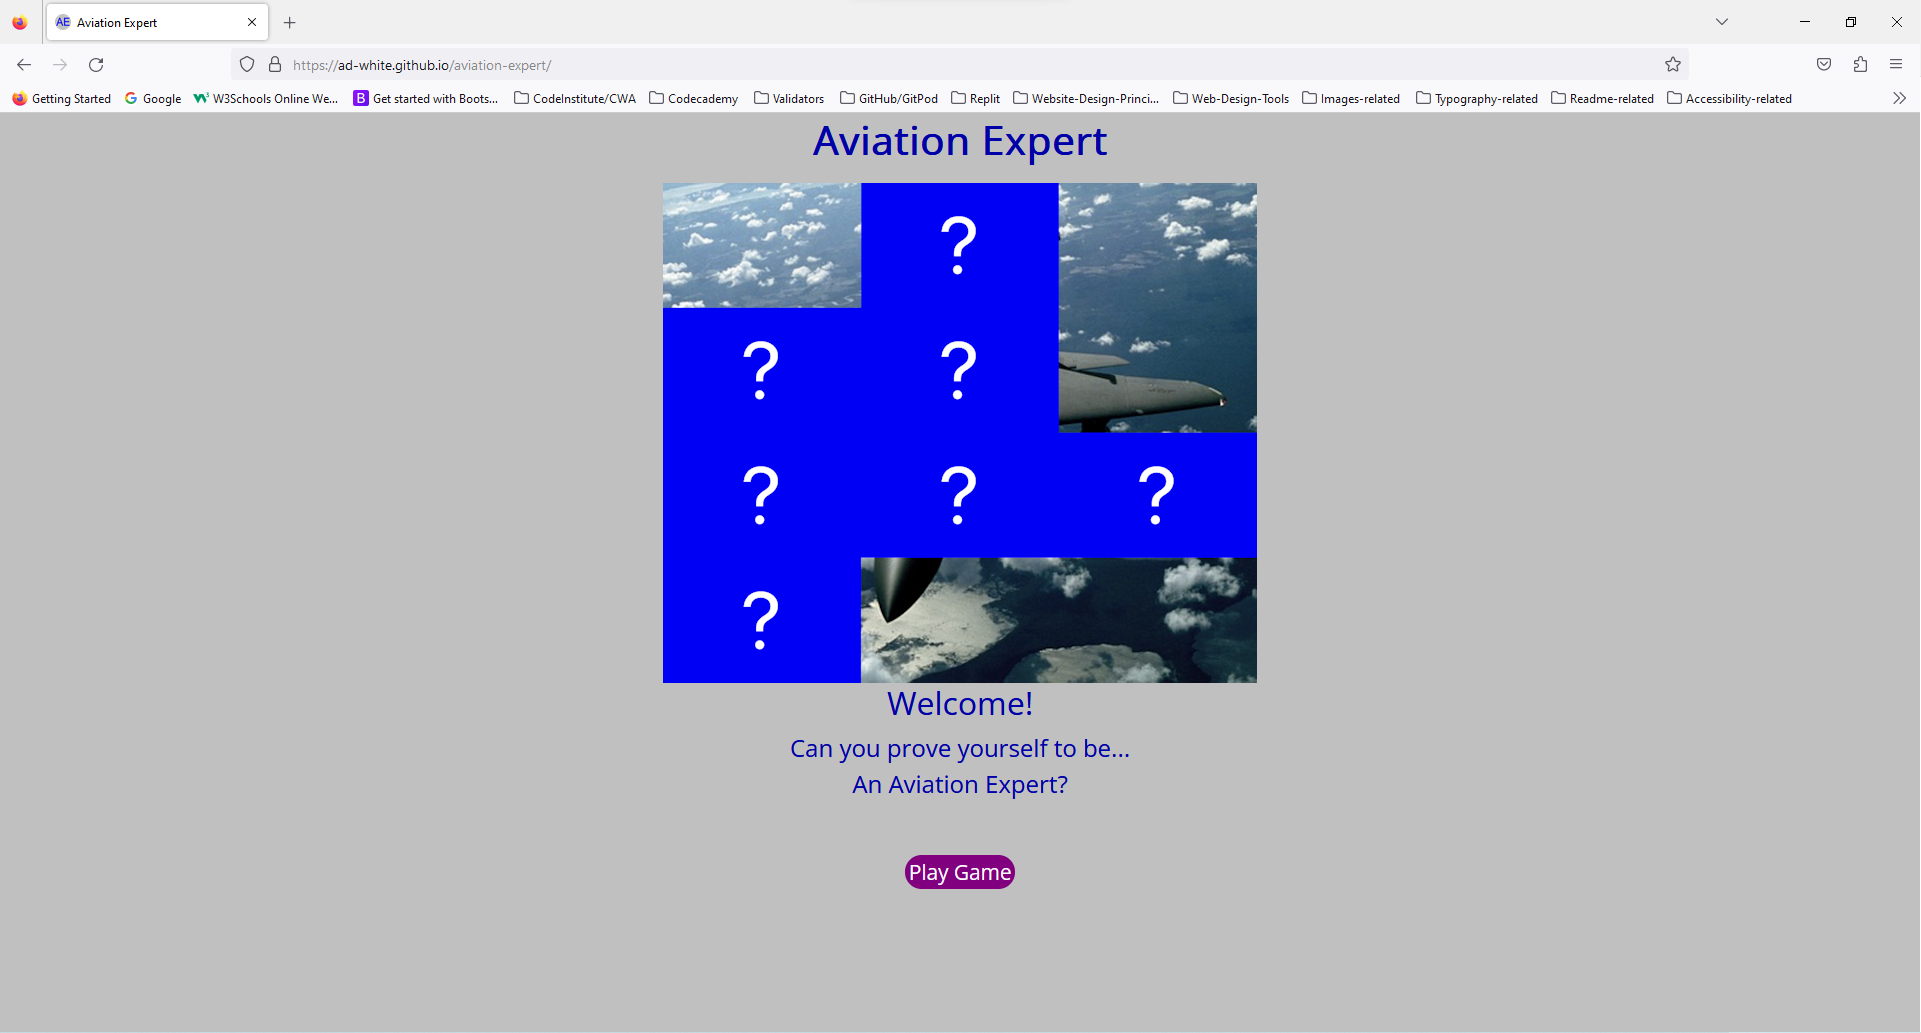 AE Aviation Expert
https://ad-white.github.io/aviation-expert/
Getting Started Google W3Schools Online We... B Get started with Boots... CodeInstitute/CWA Codecademy Validators GitHub/GitPod Replit Website-Design-Princi... Web-Design-Tools Images-related Typography-related Readme-related Accessibility-related
Aviation Expert
?
? ?
? ? ?
?
Welcome!
Can you prove yourself to be...
An Aviation Expert?
Play Game